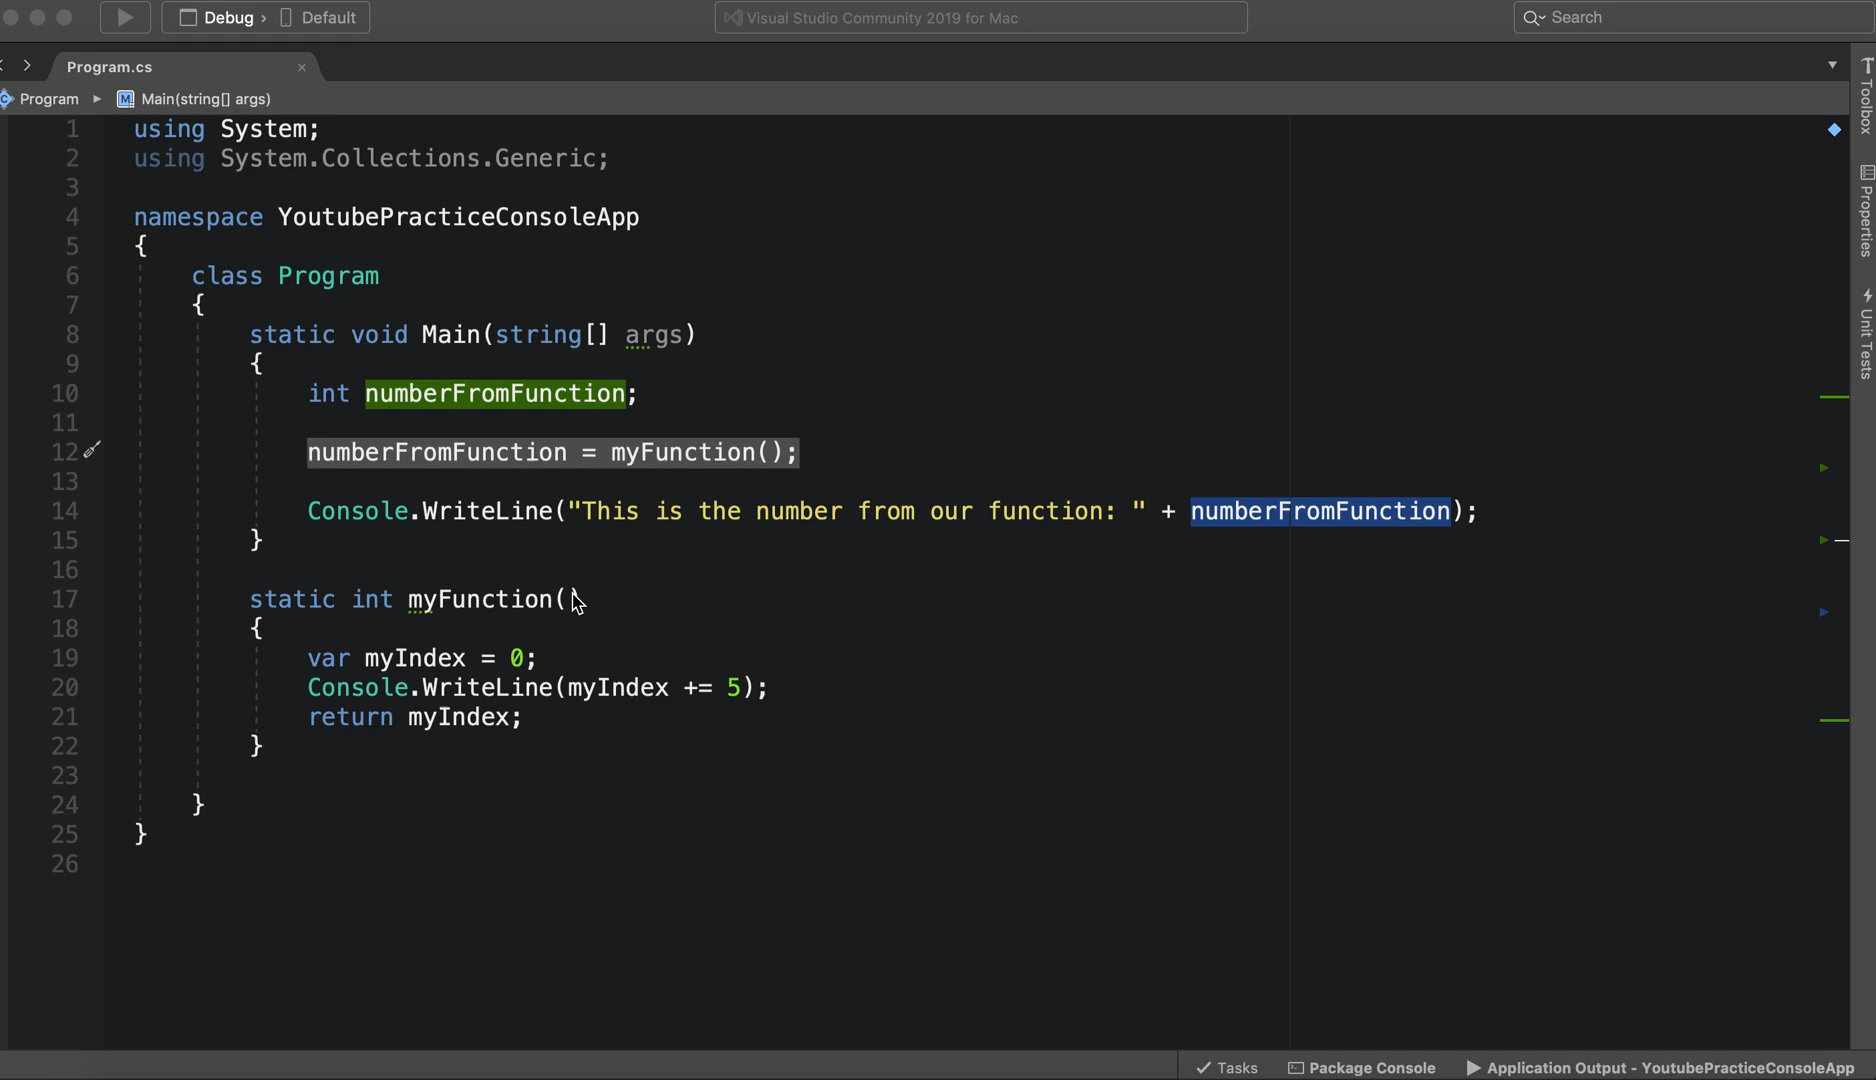 Debug › Default
Visual Studio Community 2019 for Mac
Search
Program.cs
Program ▸ Main(string[] args)
1 using System;
2 using System.Collections.Generic;
3
4 namespace YoutubePracticeConsoleApp
5 {
6 class Program
7 {
8 static void Main(string[] args)
9 {
10 int numberFromFunction;
11
12 numberFromFunction = myFunction();
13
14 Console.WriteLine("This is the number from our function: " + numberFromFunction);
15 }
16
17 static int myFunction()
18 {
19 var myIndex = 0;
20 Console.WriteLine(myIndex += 5);
21 return myIndex;
22 }
23
24 }
25 }
26
Toolbox
Properties
Unit Tests
Tasks
Package Console
Application Output - YoutubePracticeConsoleApp